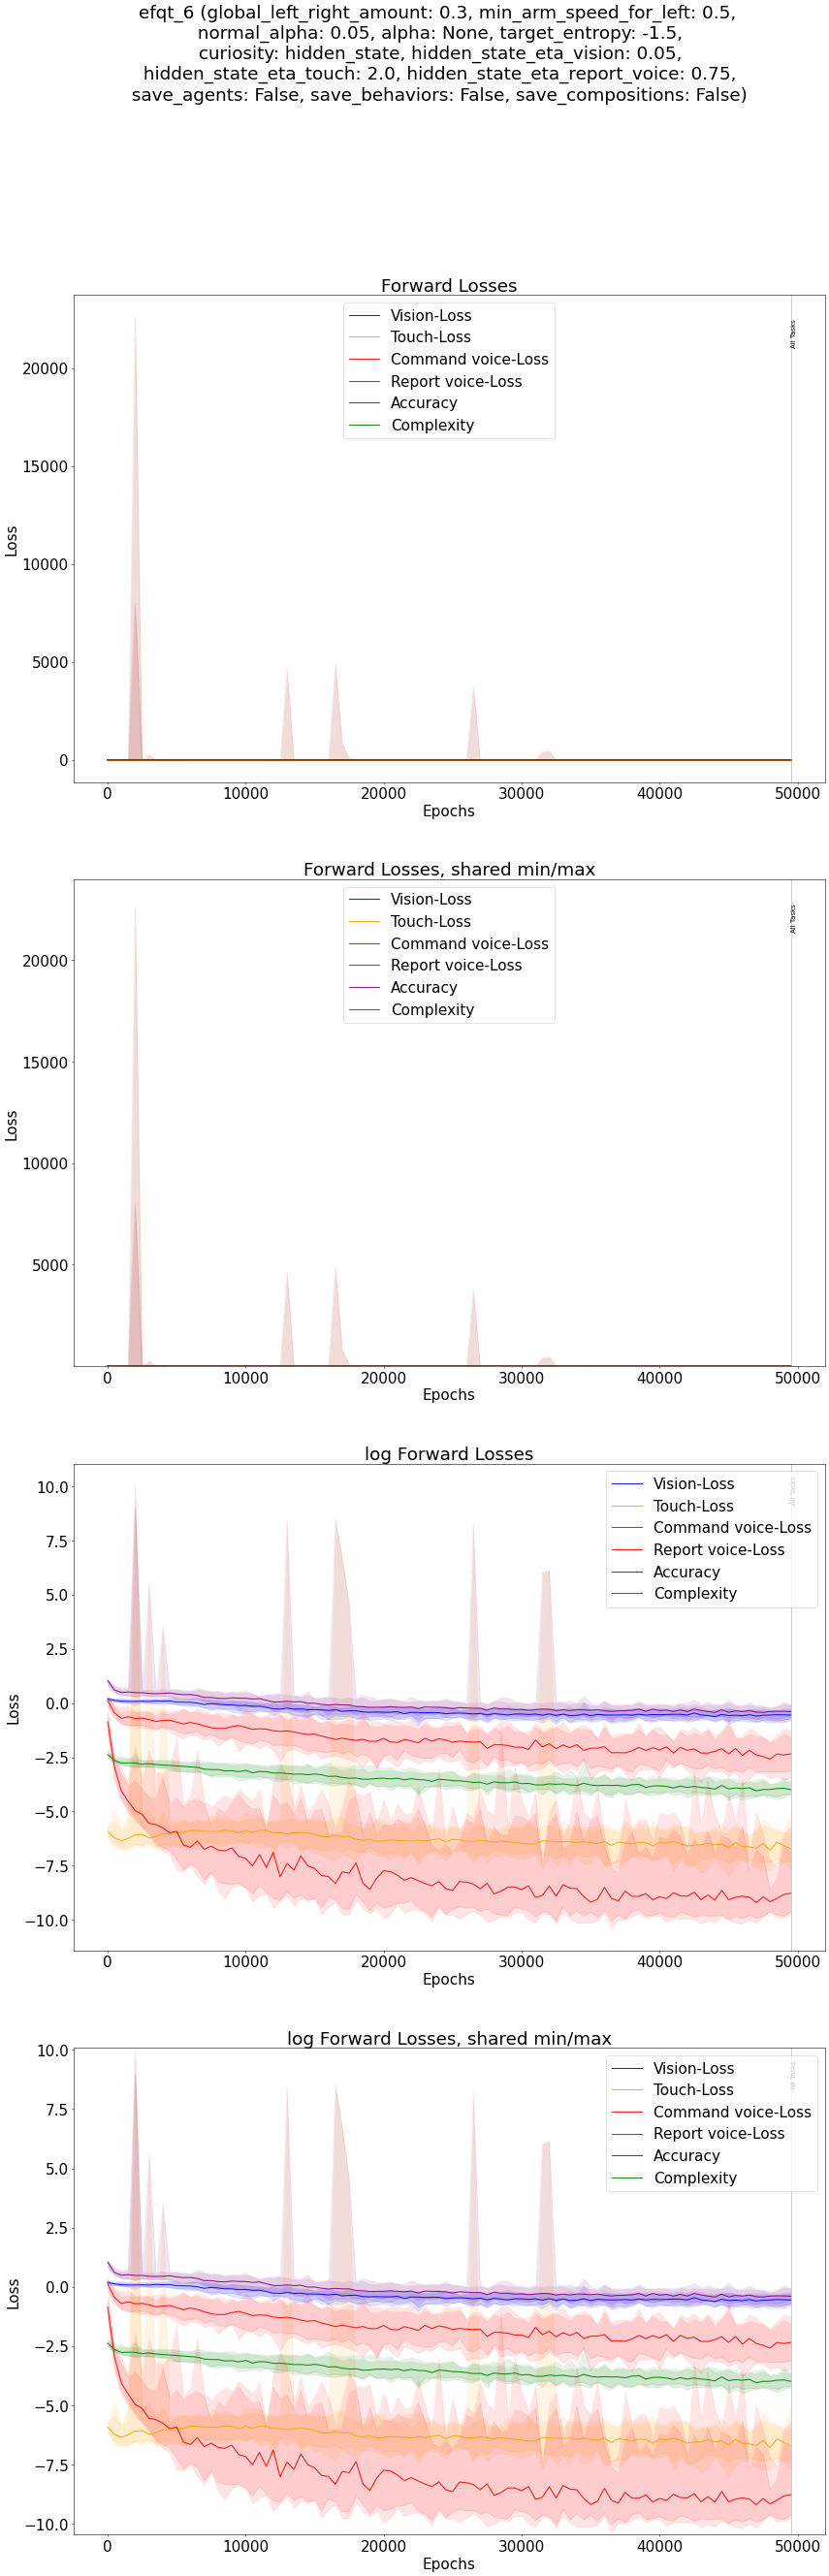 efqt_6 (global_left_right_amount: 0.3, min_arm_speed_for_left: 0.5,
normal_alpha: 0.05, alpha: None, target_entropy: -1.5,
curiosity: hidden_state, hidden_state_eta_vision: 0.05,
hidden_state_eta_touch: 2.0, hidden_state_eta_report_voice: 0.75,
save_agents: False, save_behaviors: False, save_compositions: False)
Forward Losses
Vision-Loss
Touch-Loss
Command voice-Loss
Report voice-Loss
Accuracy
Complexity
All Tasks
20000
15000
10000
5000
0
Loss
0 10000 20000 30000 40000 50000
Epochs
Forward Losses, shared min/max
Vision-Loss
Touch-Loss
Command voice-Loss
Report voice-Loss
Accuracy
Complexity
All Tasks
20000
15000
10000
5000
Loss
0 10000 20000 30000 40000 50000
Epochs
log Forward Losses
Vision-Loss
Touch-Loss
Command voice-Loss
Report voice-Loss
Accuracy
Complexity
All Tasks
10.0
7.5
5.0
2.5
0.0
−2.5
−5.0
−7.5
−10.0
Loss
0 10000 20000 30000 40000 50000
Epochs
log Forward Losses, shared min/max
Vision-Loss
Touch-Loss
Command voice-Loss
Report voice-Loss
Accuracy
Complexity
All Tasks
10.0
7.5
5.0
2.5
0.0
−2.5
−5.0
−7.5
−10.0
Loss
0 10000 20000 30000 40000 50000
Epochs